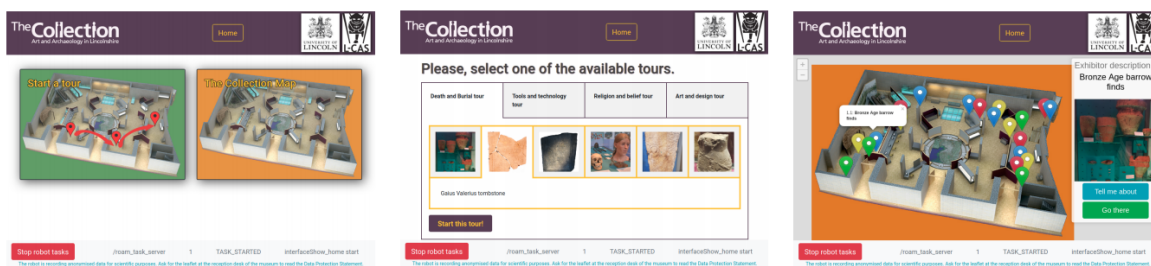 The Collection
Art and Archaeology in Lincolnshire
Home
UNIVERSITY OF
LINCOLN
L-CAS
Start a tour
The Collection Map
Stop robot tasks
/roam_task_server 1 TASK_STARTED interfaceShow_home start
The robot is recording anonymised data for scientific purposes. Ask for the leaflet at the reception desk of the museum to read the Data Protection Statement.
The Collection
Art and Archaeology in Lincolnshire
Home
UNIVERSITY OF
LINCOLN
L-CAS
Please, select one of the available tours.
Death and Burial tour
Tools and technology
tour
Religion and belief tour
Art and design tour
Gaius Valerius tombstone
Start this tour!
Stop robot tasks
/roam_task_server 1 TASK_STARTED interfaceShow_home start
The robot is recording anonymised data for scientific purposes. Ask for the leaflet at the reception desk of the museum to read the Data Protection Statement.
The Collection
Art and Archaeology in Lincolnshire
Home
UNIVERSITY OF
LINCOLN
L-CAS
+
-
Bronze Age barrow
finds
Exhibitor description
Bronze Age barrow
finds
Tell me about
Go there
Stop robot tasks
/roam_task_server 1 TASK_STARTED interfaceShow_home start
The robot is recording anonymised data for scientific purposes. Ask for the leaflet at the reception desk of the museum to read the Data Protection Statement.